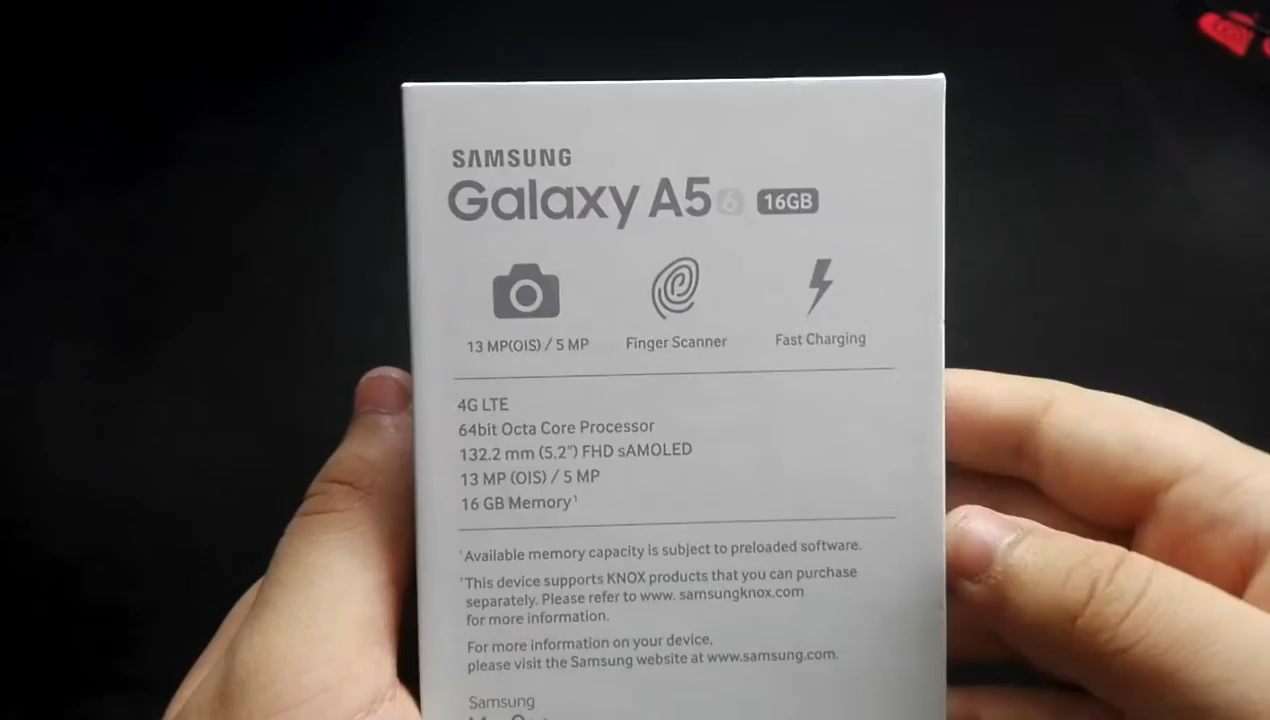 SAMSUNG
Galaxy A5 6 16GB
13 MP(OIS) / 5 MP
Finger Scanner
Fast Charging
4G LTE
64bit Octa Core Processor
132.2 mm (5.2″) FHD sAMOLED
13 MP (OIS) / 5 MP
16 GB Memory¹
¹Available memory capacity is subject to preloaded software.
¹This device supports KNOX products that you can purchase
separately. Please refer to www. samsungknox.com
for more information.
For more information on your device,
please visit the Samsung website at www.samsung.com.
Samsung